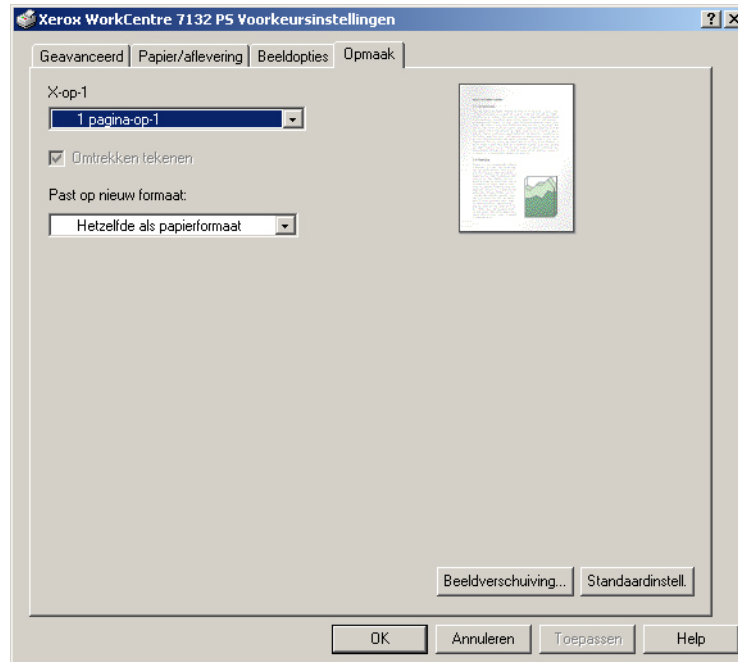 Xerox WorkCentre 7132 PS Voorkeursinstellingen
Geavanceerd Papier/aflevering Beeldopties Opmaak
X-op-1
1 pagina-op-1
Omtrekken tekenen
Past op nieuw formaat:
Hetzelfde als papierformaat
Beeldverschuiving... Standaardinstell.
OK Annuleren Toepassen Help